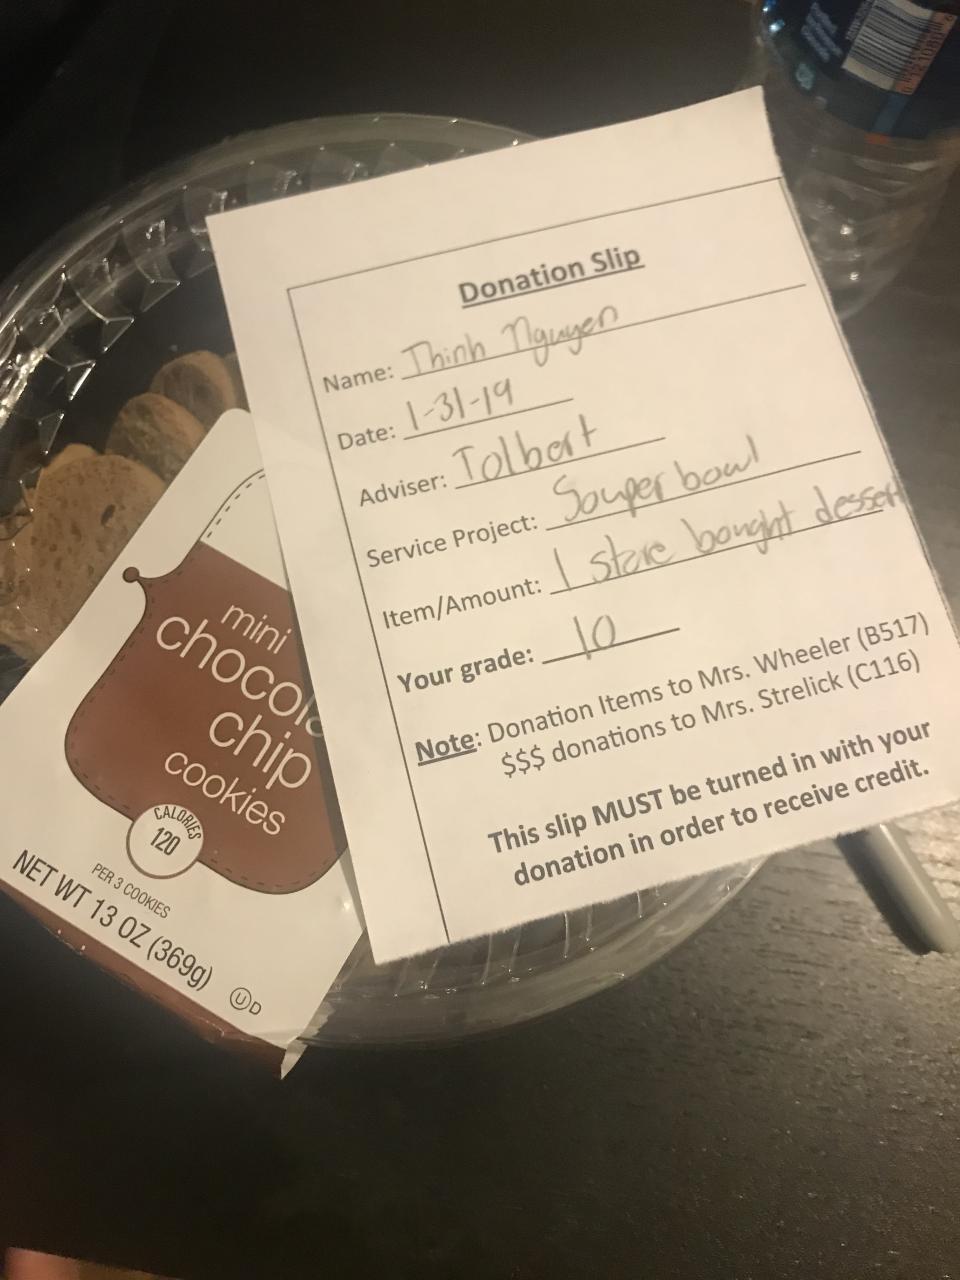 Donation Slip
Name: Thinh Nguyen
Date: 1-31-19
Adviser: Tolbert
Service Project: Souper bowl
Item/Amount: 1 store bought dessert
Your grade: 10
Note: Donation Items to Mrs. Wheeler (B517)
$$$ donations to Mrs. Strelick (C116)
This slip MUST be turned in with your
donation in order to receive credit.
mini
chocola
chip
cookies
CALORIES
120
PER 3 COOKIES
NET WT 13 OZ (369g)
U D